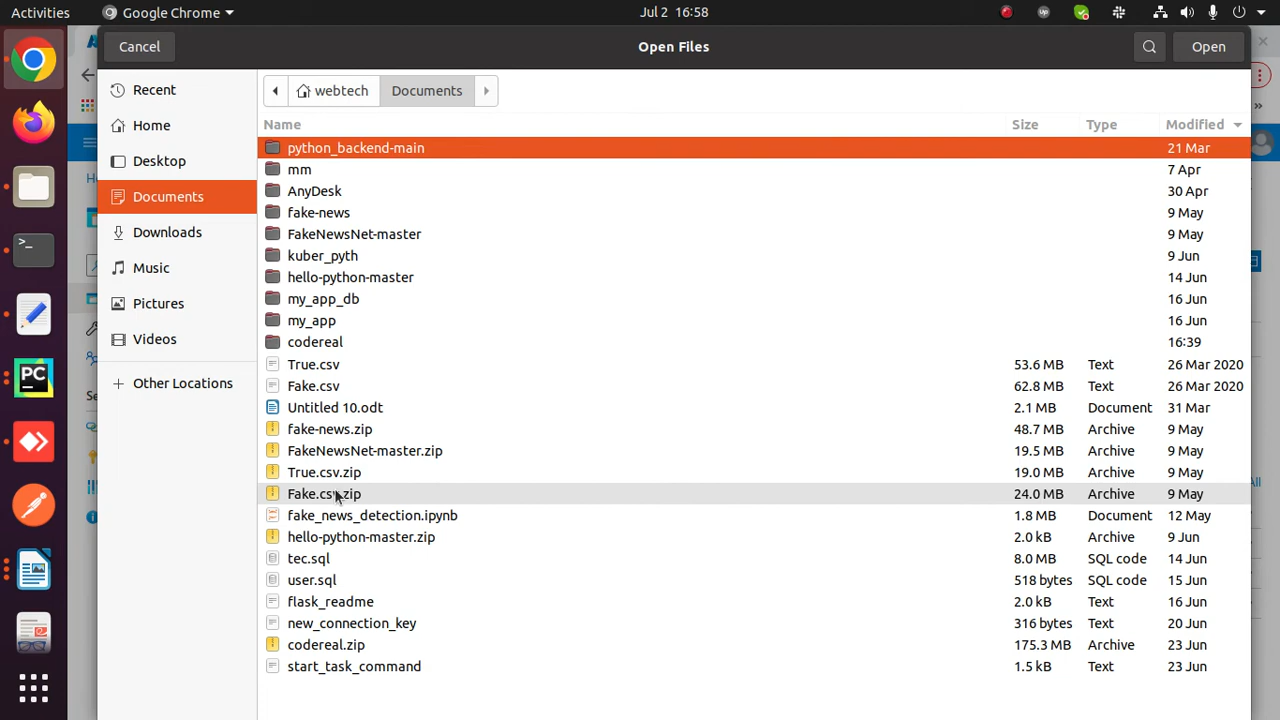 Activities Google Chrome Jul 2 16:58
Cancel Open Files Open
Recent
Home
Desktop
Documents
Downloads
Music
Pictures
Videos
Other Locations
webtech Documents
Name Size Type Modified
python_backend-main 21 Mar
mm 7 Apr
AnyDesk 30 Apr
fake-news 9 May
FakeNewsNet-master 9 May
kuber_pyth 9 Jun
hello-python-master 14 Jun
my_app_db 16 Jun
my_app 16 Jun
codereal 16:39
True.csv 53.6 MB Text 26 Mar 2020
Fake.csv 62.8 MB Text 26 Mar 2020
Untitled 10.odt 2.1 MB Document 31 Mar
fake-news.zip 48.7 MB Archive 9 May
FakeNewsNet-master.zip 19.5 MB Archive 9 May
True.csv.zip 19.0 MB Archive 9 May
Fake.csv.zip 24.0 MB Archive 9 May
fake_news_detection.ipynb 1.8 MB Document 12 May
hello-python-master.zip 2.0 kB Archive 9 Jun
tec.sql 8.0 MB SQL code 14 Jun
user.sql 518 bytes SQL code 15 Jun
flask_readme 2.0 kB Text 16 Jun
new_connection_key 316 bytes Text 20 Jun
codereal.zip 175.3 MB Archive 23 Jun
start_task_command 1.5 kB Text 23 Jun
PC